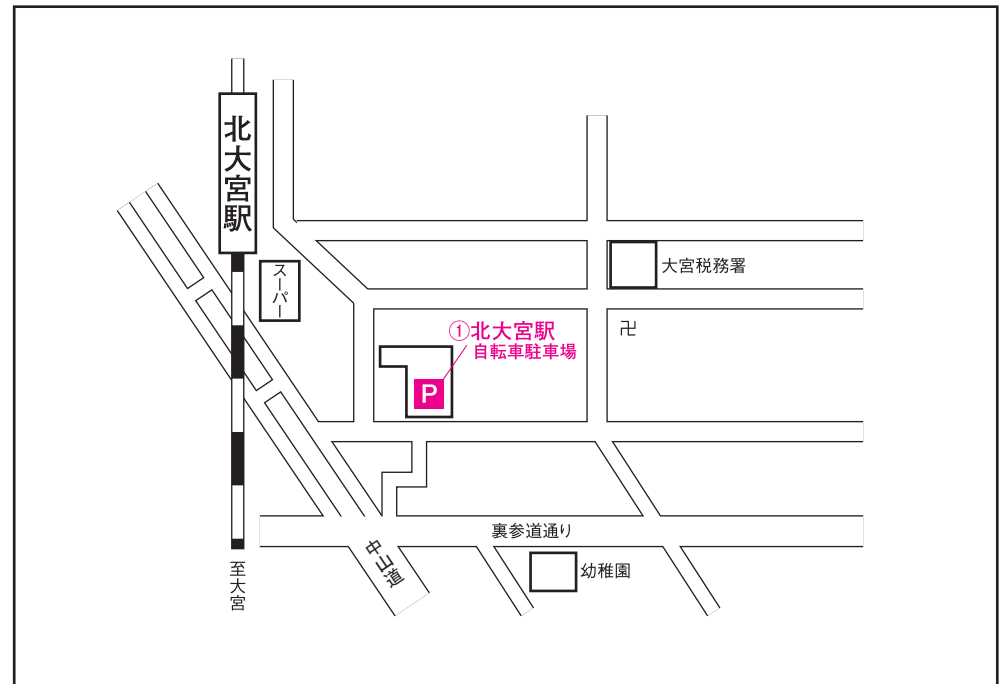 北大宮駅
スーパー
大宮税務署
①北大宮駅
自転車駐車場
卍
P
裏参道通り
中山道
幼稚園
至大宮